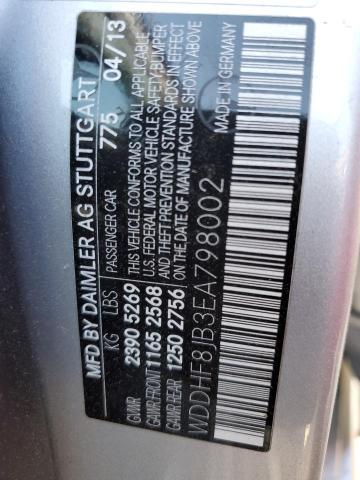 MFD BY DAIMLER AG STUTTGART
KG LBS PASSENGER CAR 775 04/13
GVWR 2390 5269 THIS VEHICLE CONFORMS TO ALL APPLICABLE
GAWR FRONT 1165 2568 U.S. FEDERAL MOTOR VEHICLE SAFETY, BUMPER
GAWR REAR 1250 2756 AND THEFT PREVENTION STANDARDS IN EFFECT
ON THE DATE OF MANUFACTURE SHOWN ABOVE
WDDHF8JB3EA798002 MADE IN GERMANY